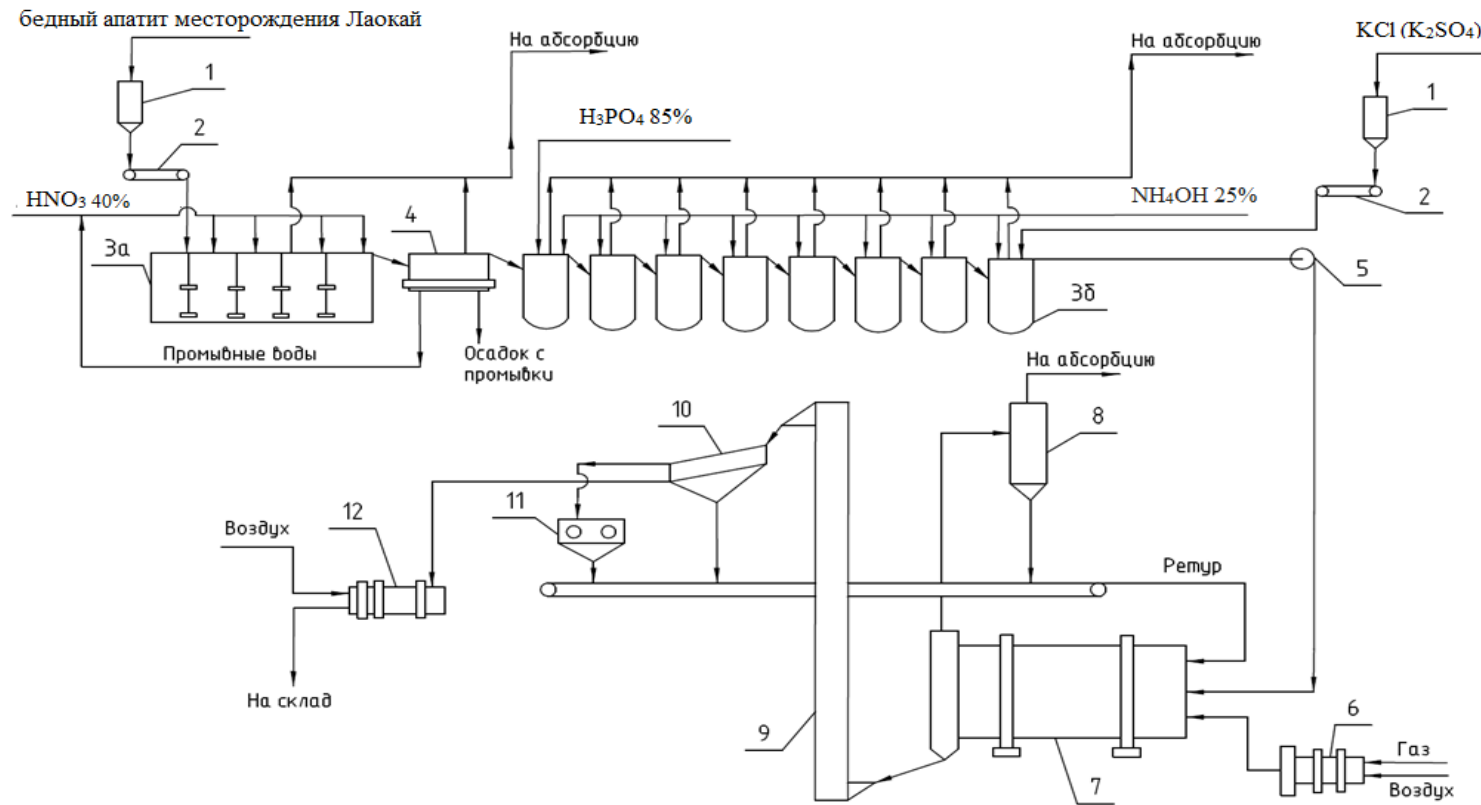 бедный апатит месторождения Лаокай
На абсорбцию
На абсорбцию
KCl (K₂SO₄)
1
1
H₃PO₄ 85%
2
HNO₃ 40%
4
NH₄OH 25%
2
3а
5
3б
Промывные воды
Осадок с
промывки
На абсорбцию
10
8
11
12
Воздух
Ретур
На склад
9
7
6
Газ
Воздух